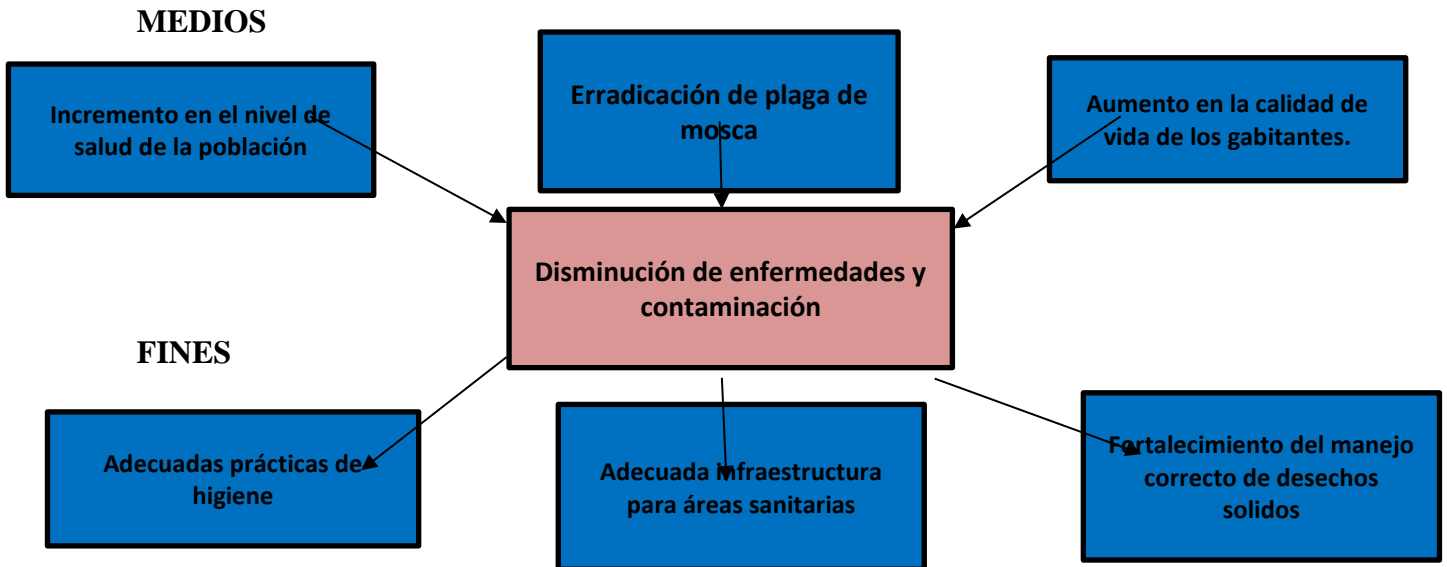 MEDIOS
Incremento en el nivel de
salud de la población
Erradicación de plaga de
mosca
Aumento en la calidad de
vida de los gabitantes.
Disminución de enfermedades y
contaminación
FINES
Adecuadas prácticas de
higiene
Adecuada infraestructura
para áreas sanitarias
Fortalecimiento del manejo
correcto de desechos
solidos